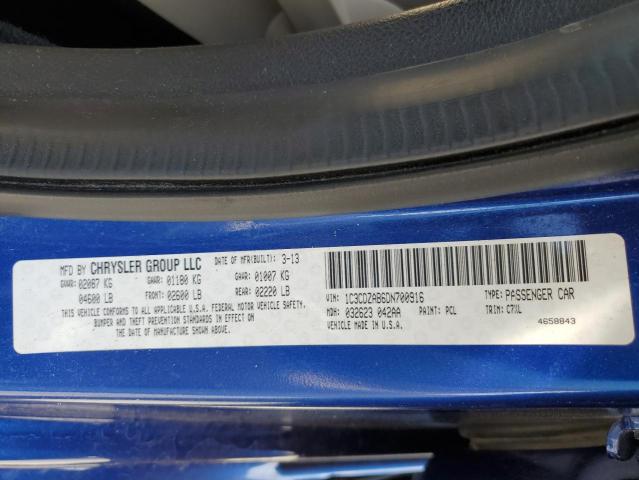 MFD BY CHRYSLER GROUP LLC DATE OF MFR(BUILT): 3-13
GVWR: 02087 KG GAWR: 01180 KG GAWR: 01007 KG
04600 LB FRONT: 02600 LB REAR: 02220 LB
THIS VEHICLE CONFORMS TO ALL APPLICABLE U.S.A. FEDERAL MOTOR VEHICLE SAFETY,
BUMPER AND THEFT PREVENTION STANDARDS IN EFFECT ON
THE DATE OF MANUFACTURE SHOWN ABOVE.
VIN: 1C3CDZAB6DN700916 TYPE: PASSENGER CAR
MDH: 032623 042AA PAINT: PCL TRIM:
VEHICLE MADE IN U.S.A. 4658843